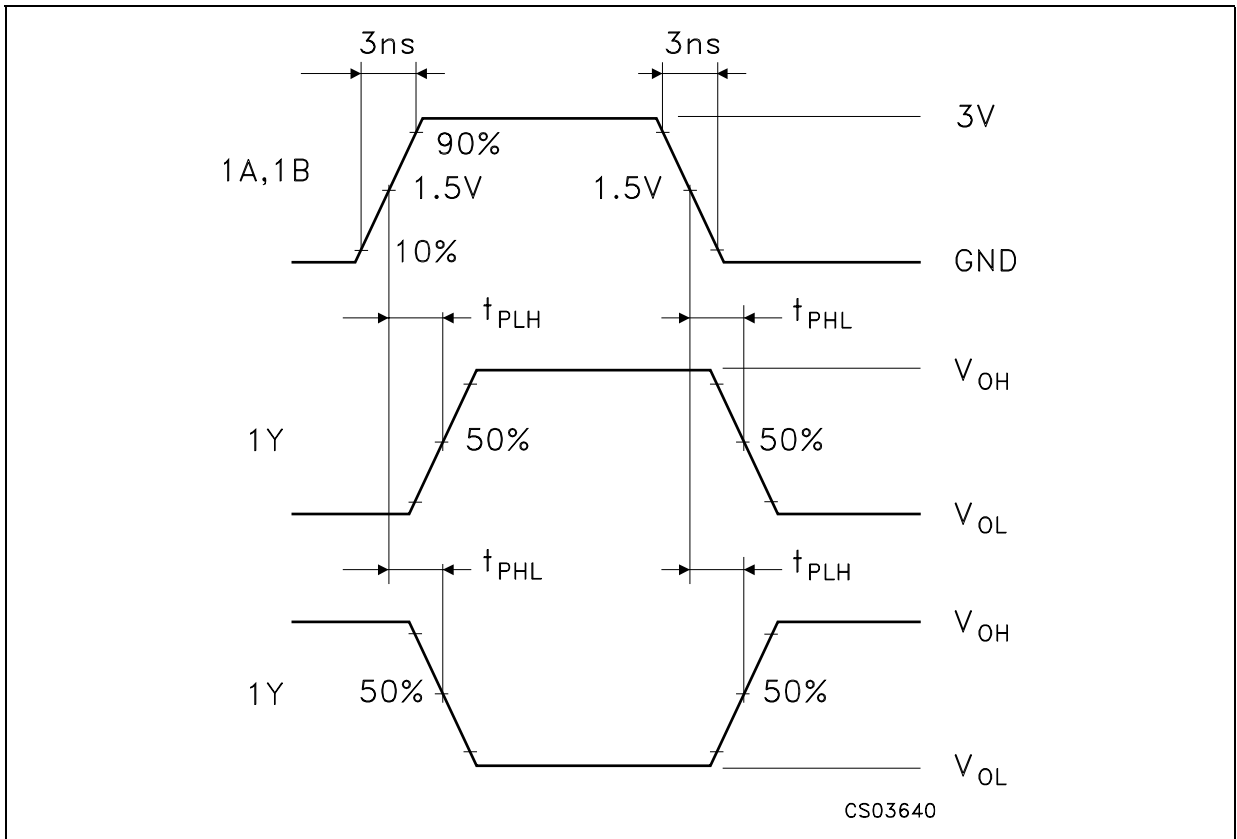 3ns 3ns
3V
90%
1A,1B 1.5V 1.5V
10% GND
tPLH tPHL
VOH
1Y 50% 50%
VOL
tPHL tPLH
VOH
1Y 50% 50%
VOL
CS03640